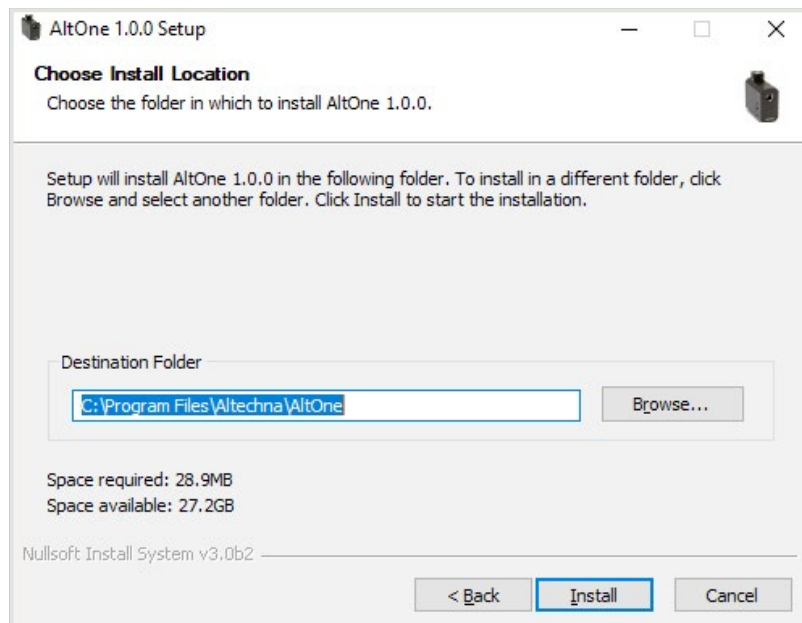 AltOne 1.0.0 Setup
Choose Install Location
Choose the folder in which to install AltOne 1.0.0.
Setup will install AltOne 1.0.0 in the following folder. To install in a different folder, click
Browse and select another folder. Click Install to start the installation.
Destination Folder
C:\Program Files\Altechna\AltOne
Browse...
Space required: 28.9MB
Space available: 27.2GB
Nullsoft Install System v3.0b2
< Back
Install
Cancel